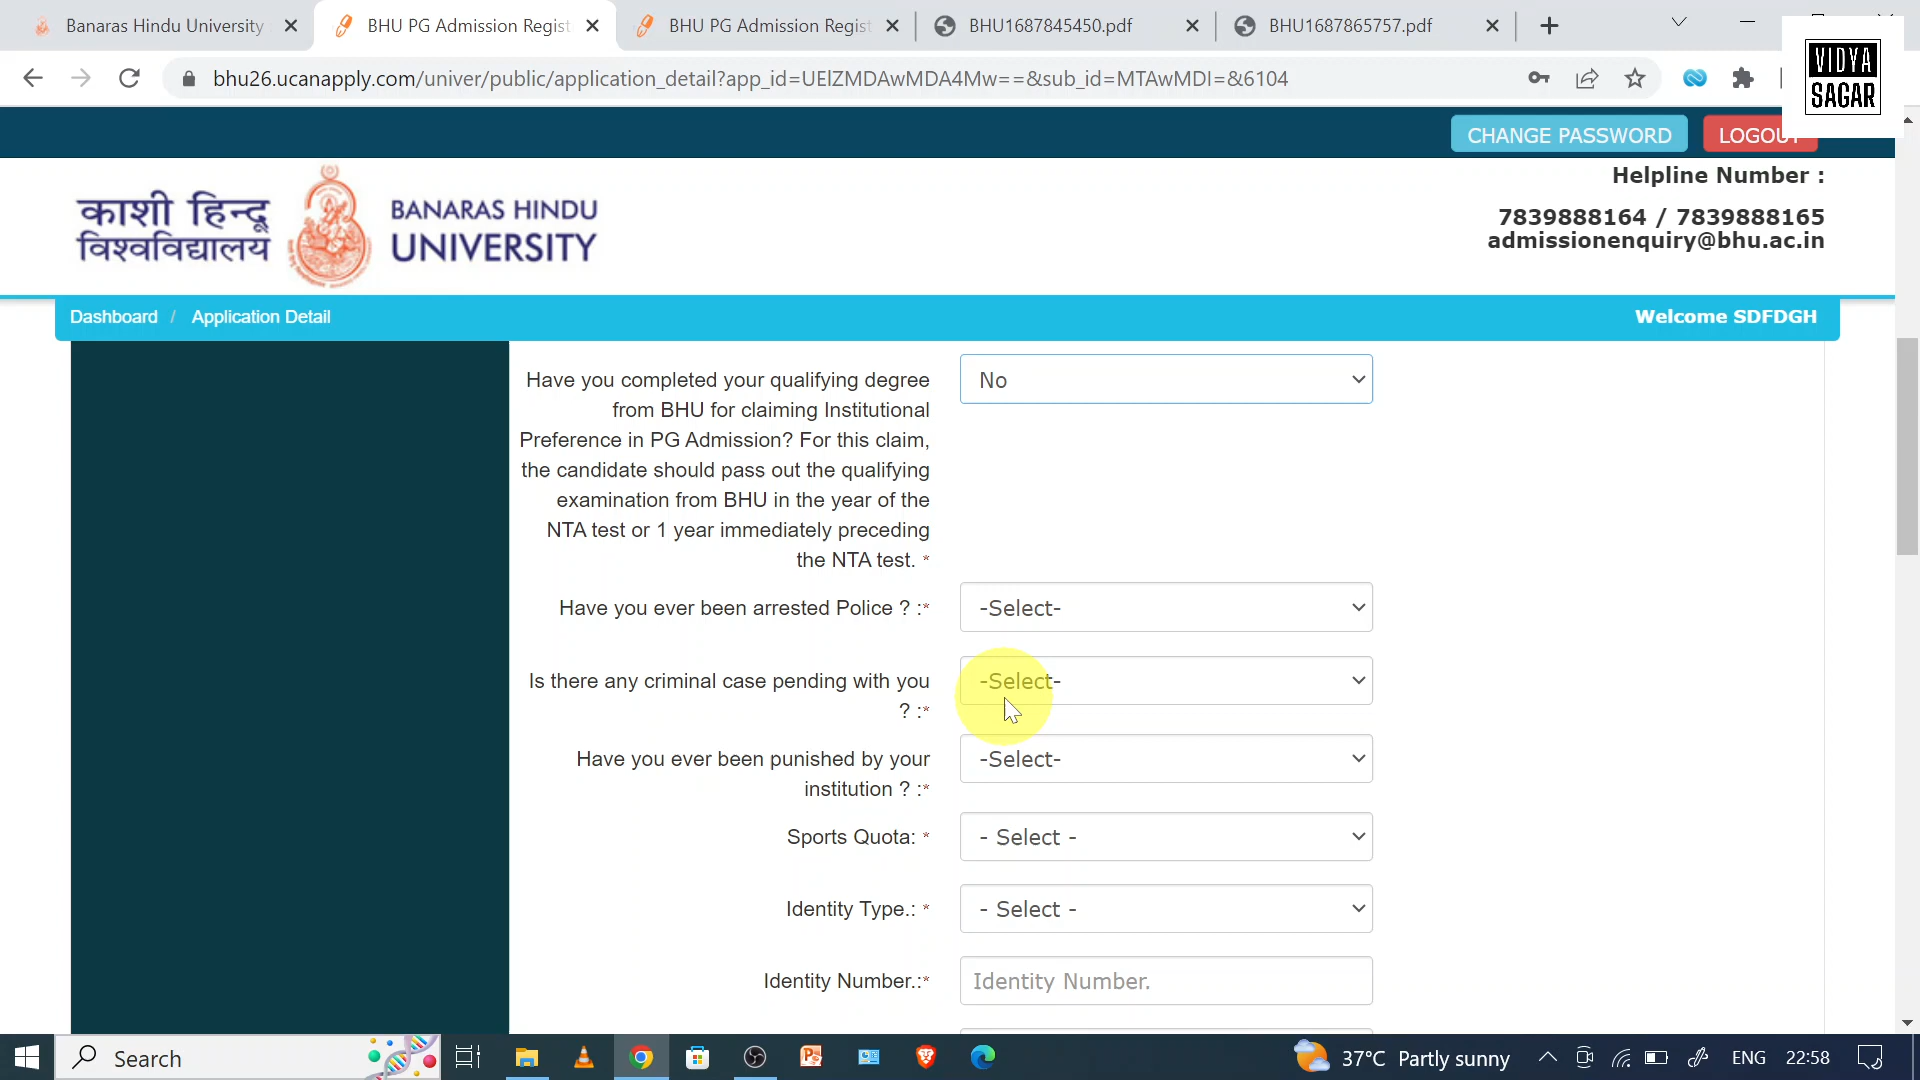 Banaras Hindu University
BHU PG Admission Regist
BHU PG Admission Regist
BHU1687845450.pdf
BHU1687865757.pdf
bhu26.ucanapply.com/univer/public/application_detail?app_id=UElZMDAwMDA4Mw==&sub_id=MTAwMDI=&6104
VIDYA
SAGAR
CHANGE PASSWORD
LOGOUT
काशी हिन्दू
विश्वविद्यालय
BANARAS HINDU
UNIVERSITY
Helpline Number :
7839888164 / 7839888165
admissionenquiry@bhu.ac.in
Dashboard / Application Detail
Welcome SDFDGH
Have you completed your qualifying degree
from BHU for claiming Institutional
Preference in PG Admission? For this claim,
the candidate should pass out the qualifying
examination from BHU in the year of the
NTA test or 1 year immediately preceding
the NTA test. *
No
Have you ever been arrested Police ? :*
-Select-
Is there any criminal case pending with you
? :*
-Select-
Have you ever been punished by your
institution ? :*
-Select-
Sports Quota: *
- Select -
Identity Type.: *
- Select -
Identity Number.:*
Identity Number.
Search
37°C Partly sunny
ENG
22:58